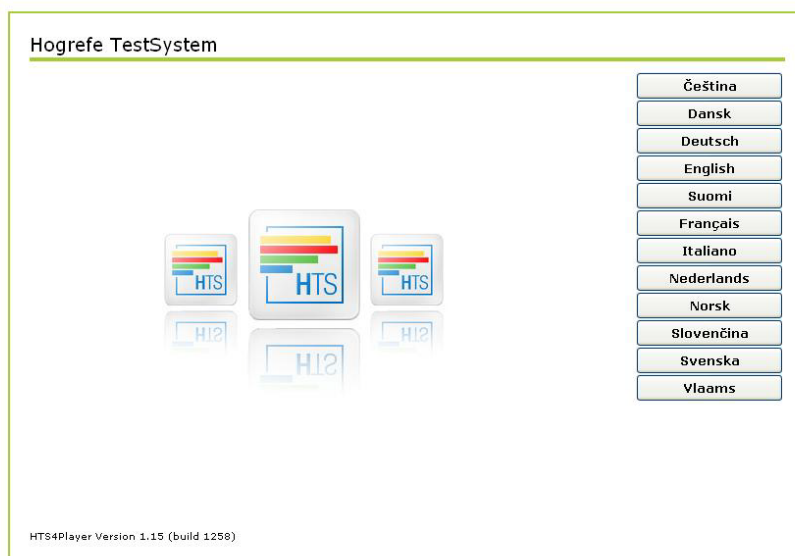 Hogrefe TestSystem
Čeština
Dansk
Deutsch
English
Suomi
Français
Italiano
Nederlands
Norsk
Slovenčina
Svenska
Vlaams
HTS
HTS
HTS
HTS4Player Version 1.15 (build 1258)